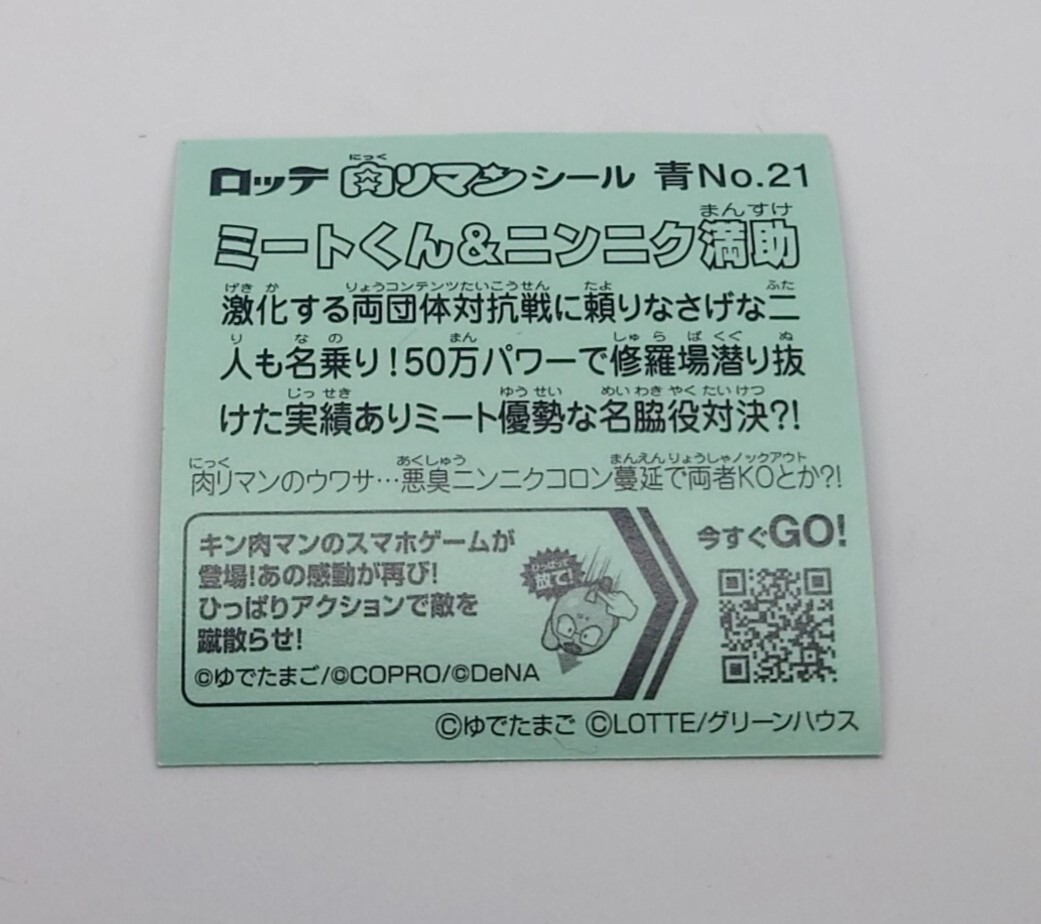 ロッテ 肉リマンシール 青No.21
ミートくん&ニンニク満助
激化する両団体対抗戦に頼りなさげな二
人も名乗り!50万パワーで修羅場潜り抜
けた実績ありミート優勢な名脇役対決?!
肉リマンのウワサ…悪臭ニンニクコロン蔓延で両者KOとか?!
キン肉マンのスマホゲームが
登場!あの感動が再び!
ひっぱりアクションで敵を
蹴散らせ!
©ゆでたまご/©COPRO/©DeNA
ひっぱって
放て!
今すぐGO!
©ゆでたまご ©LOTTE/グリーンハウス